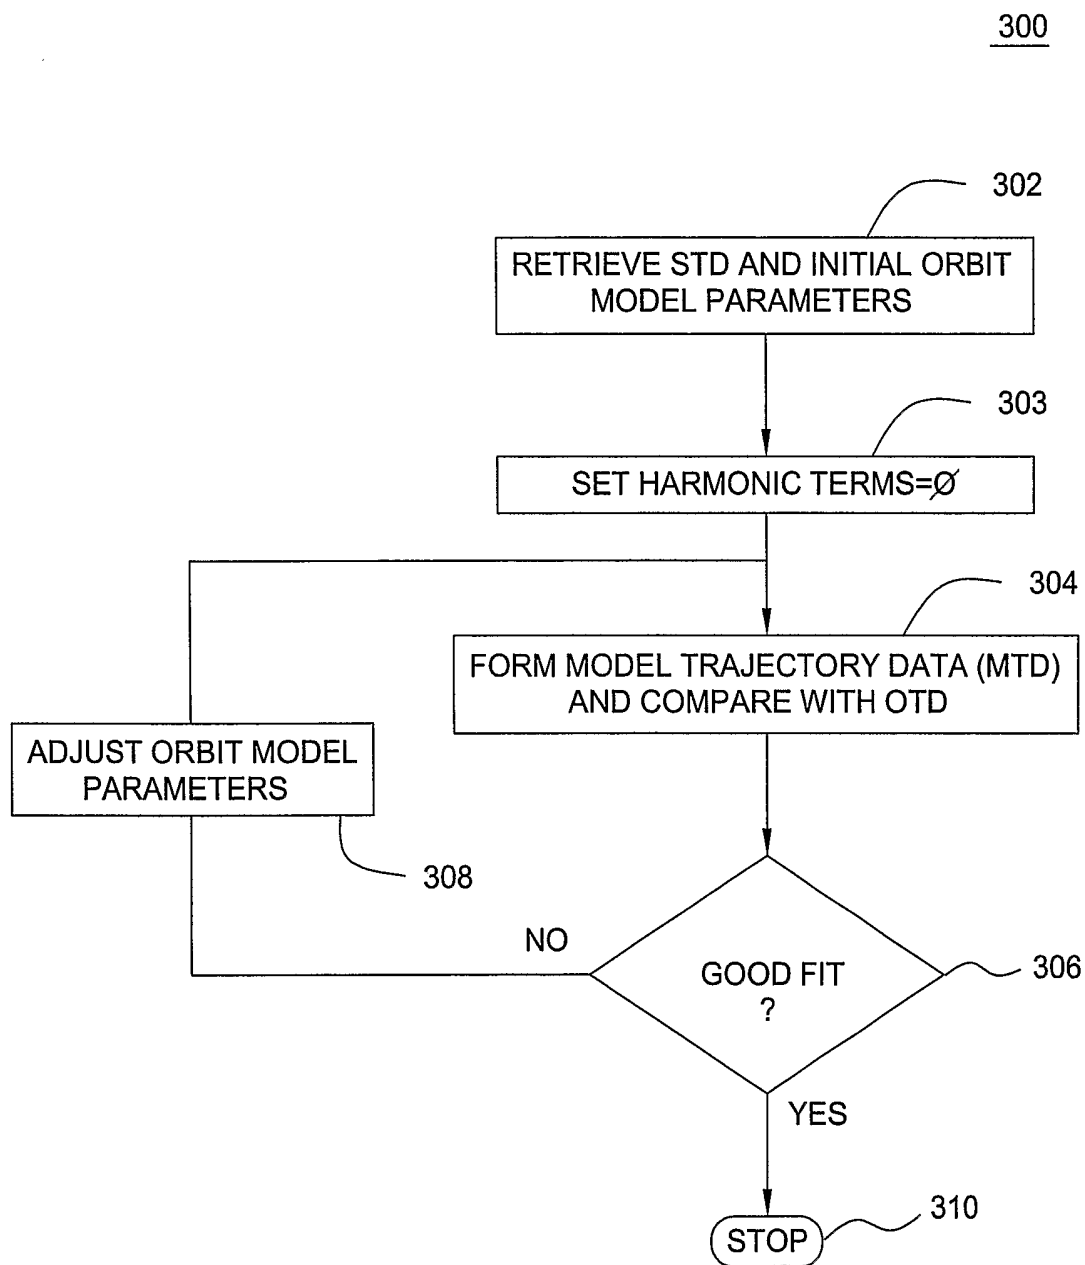 300
302
RETRIEVE STD AND INITIAL ORBIT
MODEL PARAMETERS
303
SET HARMONIC TERMS=Ø
304
FORM MODEL TRAJECTORY DATA (MTD)
AND COMPARE WITH OTD
ADJUST ORBIT MODEL
PARAMETERS
308
NO
GOOD FIT
?
306
YES
310
STOP